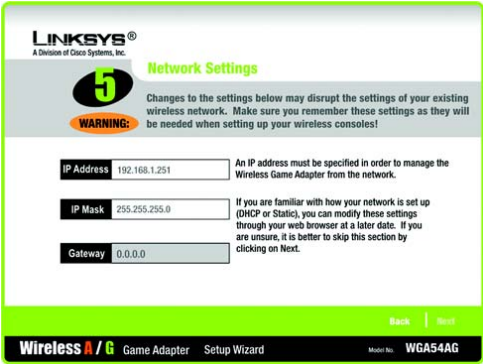 LINKSYS®
A Division of Cisco Systems, Inc.
5
Network Settings
WARNING:
Changes to the settings below may disrupt the settings of your existing
wireless network. Make sure you remember these settings as they will
be needed when setting up your wireless consoles!
IP Address 192.168.1.251
An IP address must be specified in order to manage the
Wireless Game Adapter from the network.
IP Mask 255.255.255.0
If you are familiar with how your network is set up
(DHCP or Static), you can modify these settings
through your web browser at a later date. If you
are unsure, it is better to skip this section by
clicking on Next.
Gateway 0.0.0.0
Back Next
Wireless A / G Game Adapter Setup Wizard Model No. WGA54AG